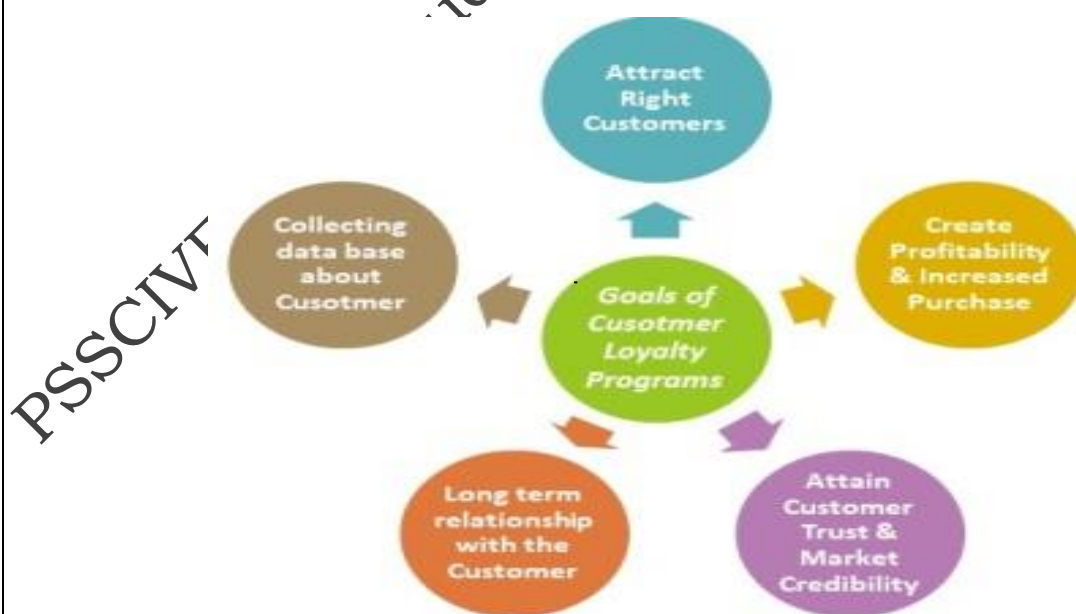 Attract
Right
Customers
Create
Profitability
& Increased
Purchase
Attain
Customer
Trust &
Market
Credibility
Long term
relationship
with the
Customer
Collecting
data base
about
Cusotmer
Goals of
Cusotmer
Loyalty
Programs